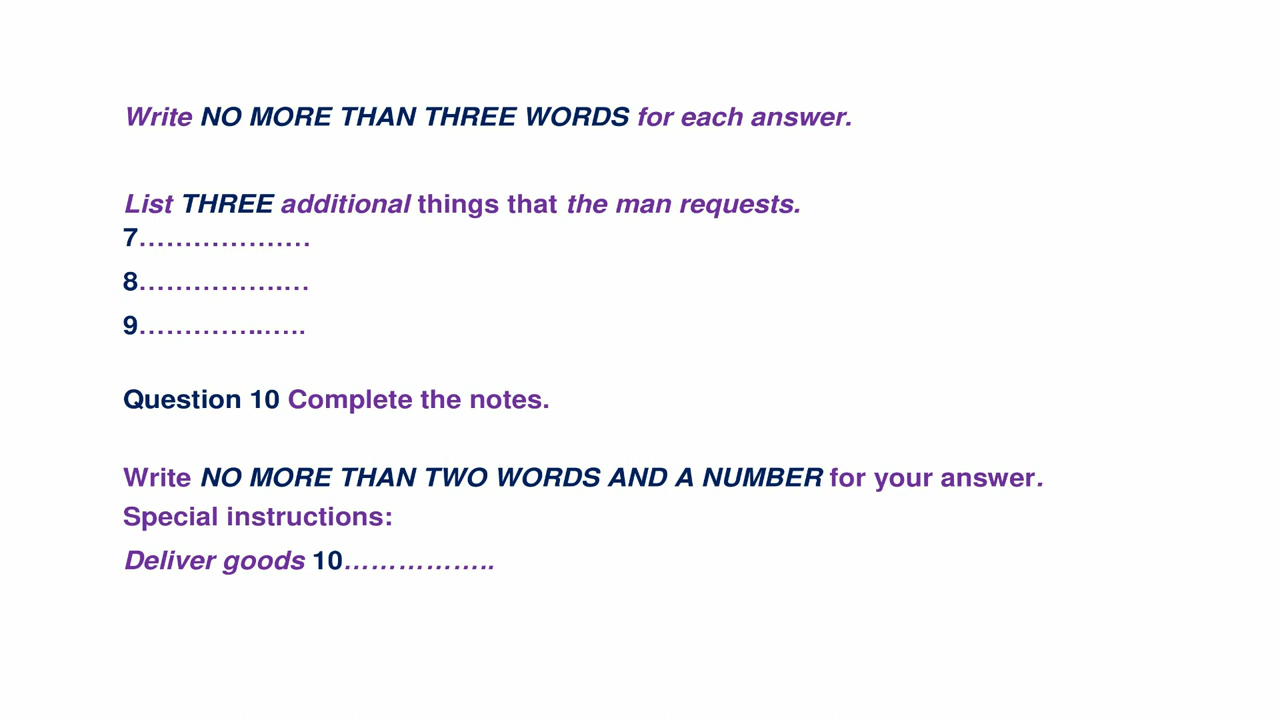 Write NO MORE THAN THREE WORDS for each answer.
List THREE additional things that the man requests.
7………………
8…………….…
9…………..…..
Question 10 Complete the notes.
Write NO MORE THAN TWO WORDS AND A NUMBER for your answer.
Special instructions:
Deliver goods 10……………..